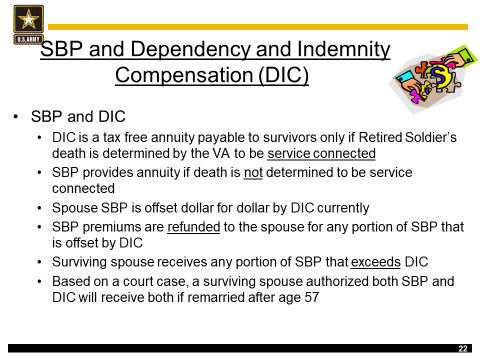 U.S.ARMY
SBP and Dependency and Indemnity
Compensation (DIC)
$
• SBP and DIC
• DIC is a tax free annuity payable to survivors only if Retired Soldier's
death is determined by the VA to be service connected
• SBP provides annuity if death is not determined to be service
connected
• Spouse SBP is offset dollar for dollar by DIC currently
• SBP premiums are refunded to the spouse for any portion of SBP that
is offset by DIC
• Surviving spouse receives any portion of SBP that exceeds DIC
• Based on a court case, a surviving spouse authorized both SBP and
DIC will receive both if remarried after age 57
22